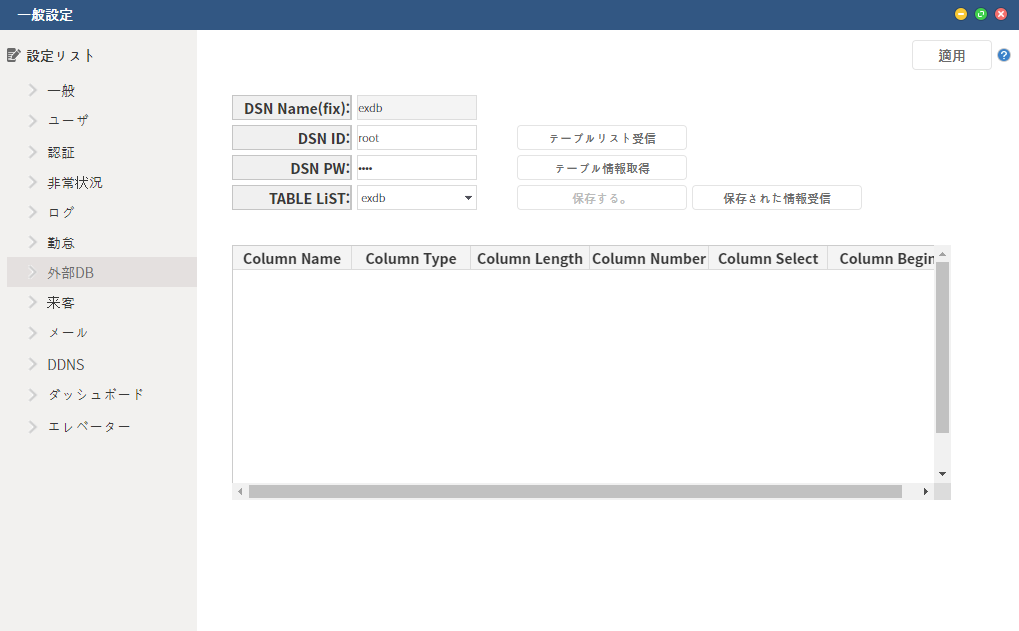 一般設定
設定リスト
一般
ユーザ
認証
非常状況
ログ
勤怠
外部DB
来客
メール
DDNS
ダッシュボード
エレベーター
適用
?
DSN Name(fix): exdb
DSN ID: root テーブルリスト受信
DSN PW: •••• テーブル情報取得
TABLE LiST: exdb 保存する。 保存された情報受信
Column Name Column Type Column Length Column Number Column Select Column Begin